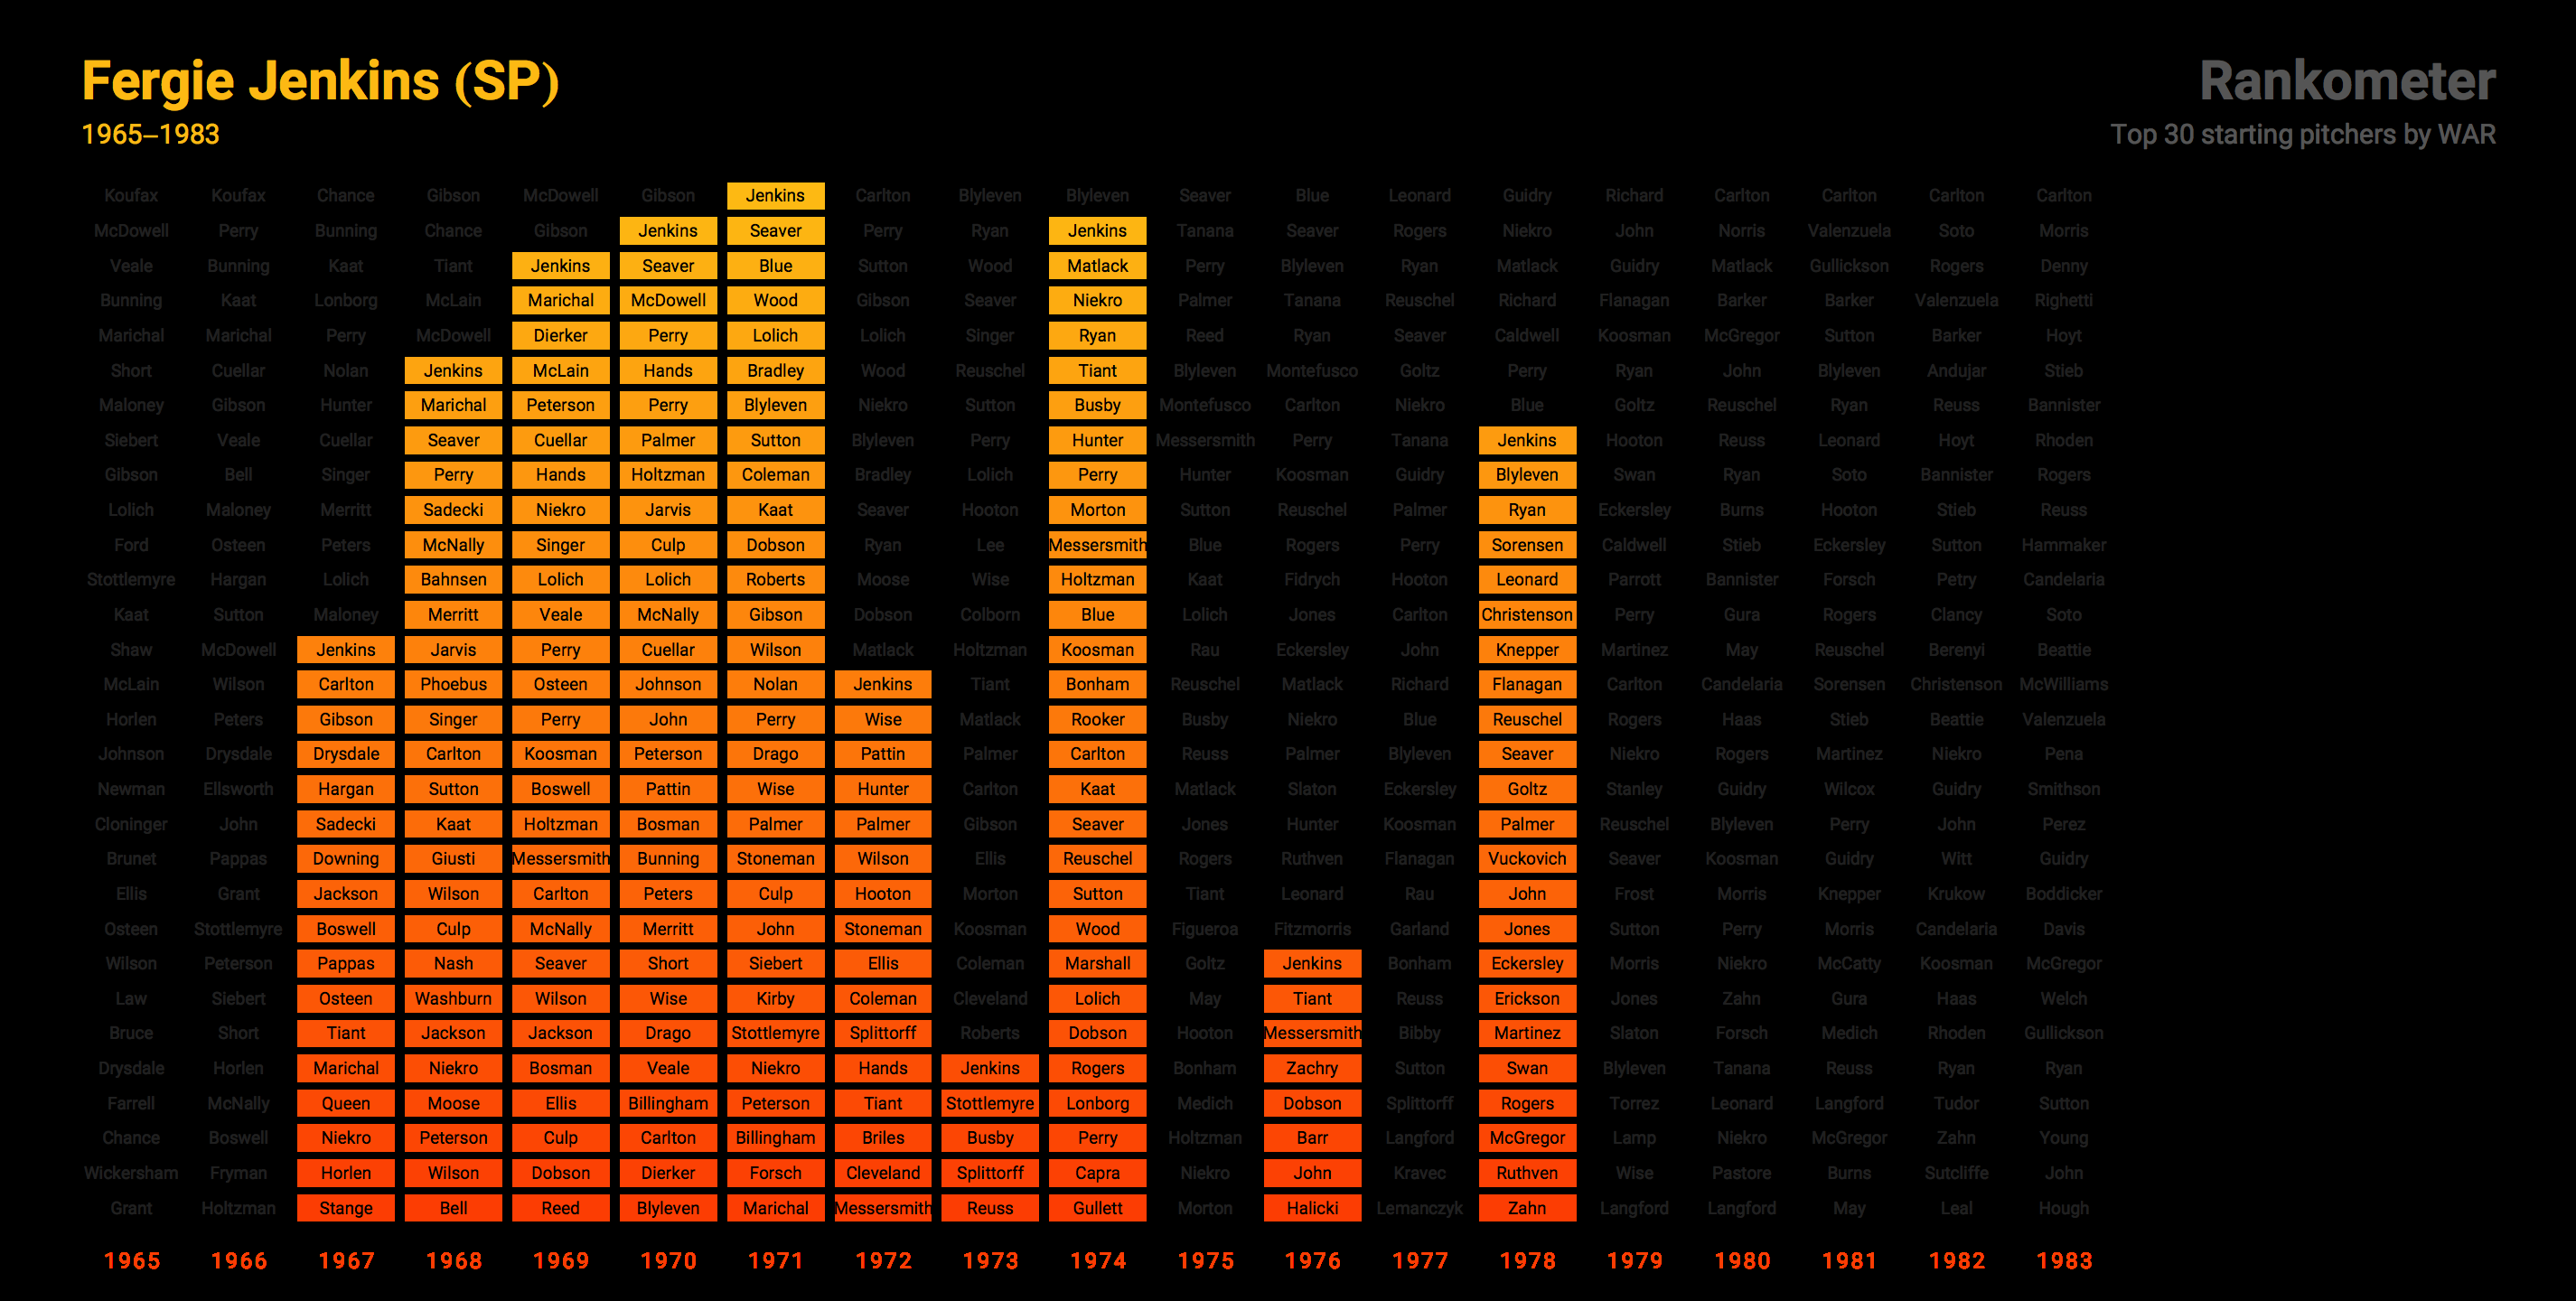 Fergie Jenkins (SP)
Rankometer
1965–1983
Top 30 starting pitchers by WAR
Koufax Koufax Chance Gibson McDowell Gibson Jenkins Carlton Blyleven Blyleven Seaver Blue Leonard Guidry Richard Carlton Carlton Carlton Carlton
McDowell Perry Bunning Chance Gibson Jenkins Seaver Perry Ryan Jenkins Tanana Seaver Rogers Niekro John Norris Valenzuela Soto Morris
Veale Bunning Kaat Tiant Jenkins Seaver Blue Sutton Wood Matlack Perry Blyleven Ryan Matlack Guidry Matlack Gullickson Rogers Denny
Bunning Kaat Lonborg McLain Marichal McDowell Wood Gibson Seaver Niekro Palmer Tanana Reuschel Richard Flanagan Barker Barker Valenzuela Righetti
Marichal Marichal Perry McDowell Dierker Perry Lolich Lolich Singer Ryan Reed Ryan Seaver Caldwell Koosman McGregor Sutton Barker Hoyt
Short Cuellar Nolan Jenkins McLain Hands Bradley Wood Reuschel Tiant Blyleven Montefusco Goltz Perry Ryan John Blyleven Andujar Stieb
Maloney Gibson Hunter Marichal Peterson Perry Blyleven Niekro Sutton Busby Montefusco Carlton Niekro Blue Goltz Reuschel Ryan Reuss Bannister
Siebert Veale Cuellar Seaver Cuellar Palmer Sutton Blyleven Perry Hunter Messersmith Perry Tanana Jenkins Hooton Reuss Leonard Hoyt Rhoden
Gibson Bell Singer Perry Hands Holtzman Coleman Bradley Lolich Perry Hunter Koosman Guidry Blyleven Swan Ryan Soto Bannister Rogers
Lolich Maloney Merritt Sadecki Niekro Jarvis Kaat Seaver Hooton Morton Sutton Reuschel Palmer Ryan Eckersley Burns Hooton Stieb Reuss
Ford Osteen Peters McNally Singer Culp Dobson Ryan Lee Messersmith Blue Rogers Perry Sorensen Caldwell Stieb Eckersley Sutton Hammaker
Stottlemyre Hargan Lolich Bahnsen Lolich Lolich Roberts Moose Wise Holtzman Kaat Fidrych Hooton Leonard Parrott Bannister Forsch Petry Candelaria
Kaat Sutton Maloney Merritt Veale McNally Gibson Dobson Colborn Blue Lolich Jones Carlton Christenson Perry Gura Rogers Clancy Soto
Shaw McDowell Jenkins Jarvis Perry Cuellar Wilson Matlack Holtzman Koosman Rau Eckersley John Knepper Martinez May Reuschel Berenyi Beattie
McLain Wilson Carlton Phoebus Osteen Johnson Nolan Jenkins Tiant Bonham Reuschel Matlack Richard Flanagan Carlton Candelaria Sorensen Christenson McWilliams
Horlen Peters Gibson Singer Perry John Perry Wise Matlack Rooker Busby Niekro Blue Reuschel Rogers Haas Stieb Beattie Valenzuela
Johnson Drysdale Drysdale Carlton Koosman Peterson Drago Pattin Palmer Carlton Reuss Palmer Blyleven Seaver Niekro Rogers Martinez Niekro Pena
Newman Ellsworth Hargan Sutton Boswell Pattin Wise Hunter Carlton Kaat Matlack Slaton Eckersley Goltz Stanley Guidry Wilcox Guidry Smithson
Cloninger John Sadecki Kaat Holtzman Bosman Palmer Palmer Gibson Seaver Jones Hunter Koosman Palmer Reuschel Blyleven Perry John Perez
Brunet Pappas Downing Giusti Messersmith Bunning Stoneman Wilson Ellis Reuschel Rogers Ruthven Flanagan Vuckovich Seaver Koosman Guidry Witt Guidry
Ellis Grant Jackson Wilson Carlton Peters Culp Hooton Morton Sutton Tiant Leonard Rau John Frost Morris Knepper Krukow Boddicker
Osteen Stottlemyre Boswell Culp McNally Merritt John Stoneman Koosman Wood Figueroa Fitzmorris Garland Jones Sutton Perry Morris Candelaria Davis
Wilson Peterson Pappas Nash Seaver Short Siebert Ellis Coleman Marshall Goltz Jenkins Bonham Eckersley Morris Niekro McCatty Koosman McGregor
Law Siebert Osteen Washburn Wilson Wise Kirby Coleman Cleveland Lolich May Tiant Reuss Erickson Jones Zahn Gura Haas Welch
Bruce Short Tiant Jackson Jackson Drago Stottlemyre Splittorff Roberts Dobson Hooton Messersmith Bibby Martinez Slaton Forsch Medich Rhoden Gullickson
Drysdale Horlen Marichal Niekro Bosman Veale Niekro Hands Jenkins Rogers Bonham Zachry Sutton Swan Blyleven Tanana Reuss Ryan Ryan
Farrell McNally Queen Moose Ellis Billingham Peterson Tiant Stottlemyre Lonborg Medich Dobson Splittorff Rogers Torrez Leonard Langford Tudor Sutton
Chance Boswell Niekro Peterson Culp Carlton Billingham Briles Busby Perry Holtzman Barr Langford McGregor Lamp Niekro McGregor Zahn Young
Wickersham Fryman Horlen Wilson Dobson Dierker Forsch Cleveland Splittorff Capra Niekro John Kravec Ruthven Wise Pastore Burns Sutcliffe John
Grant Holtzman Stange Bell Reed Blyleven Marichal Messersmith Reuss Gullett Morton Halicki Lemanczyk Zahn Langford Langford May Leal Hough
1965 1966 1967 1968 1969 1970 1971 1972 1973 1974 1975 1976 1977 1978 1979 1980 1981 1982 1983